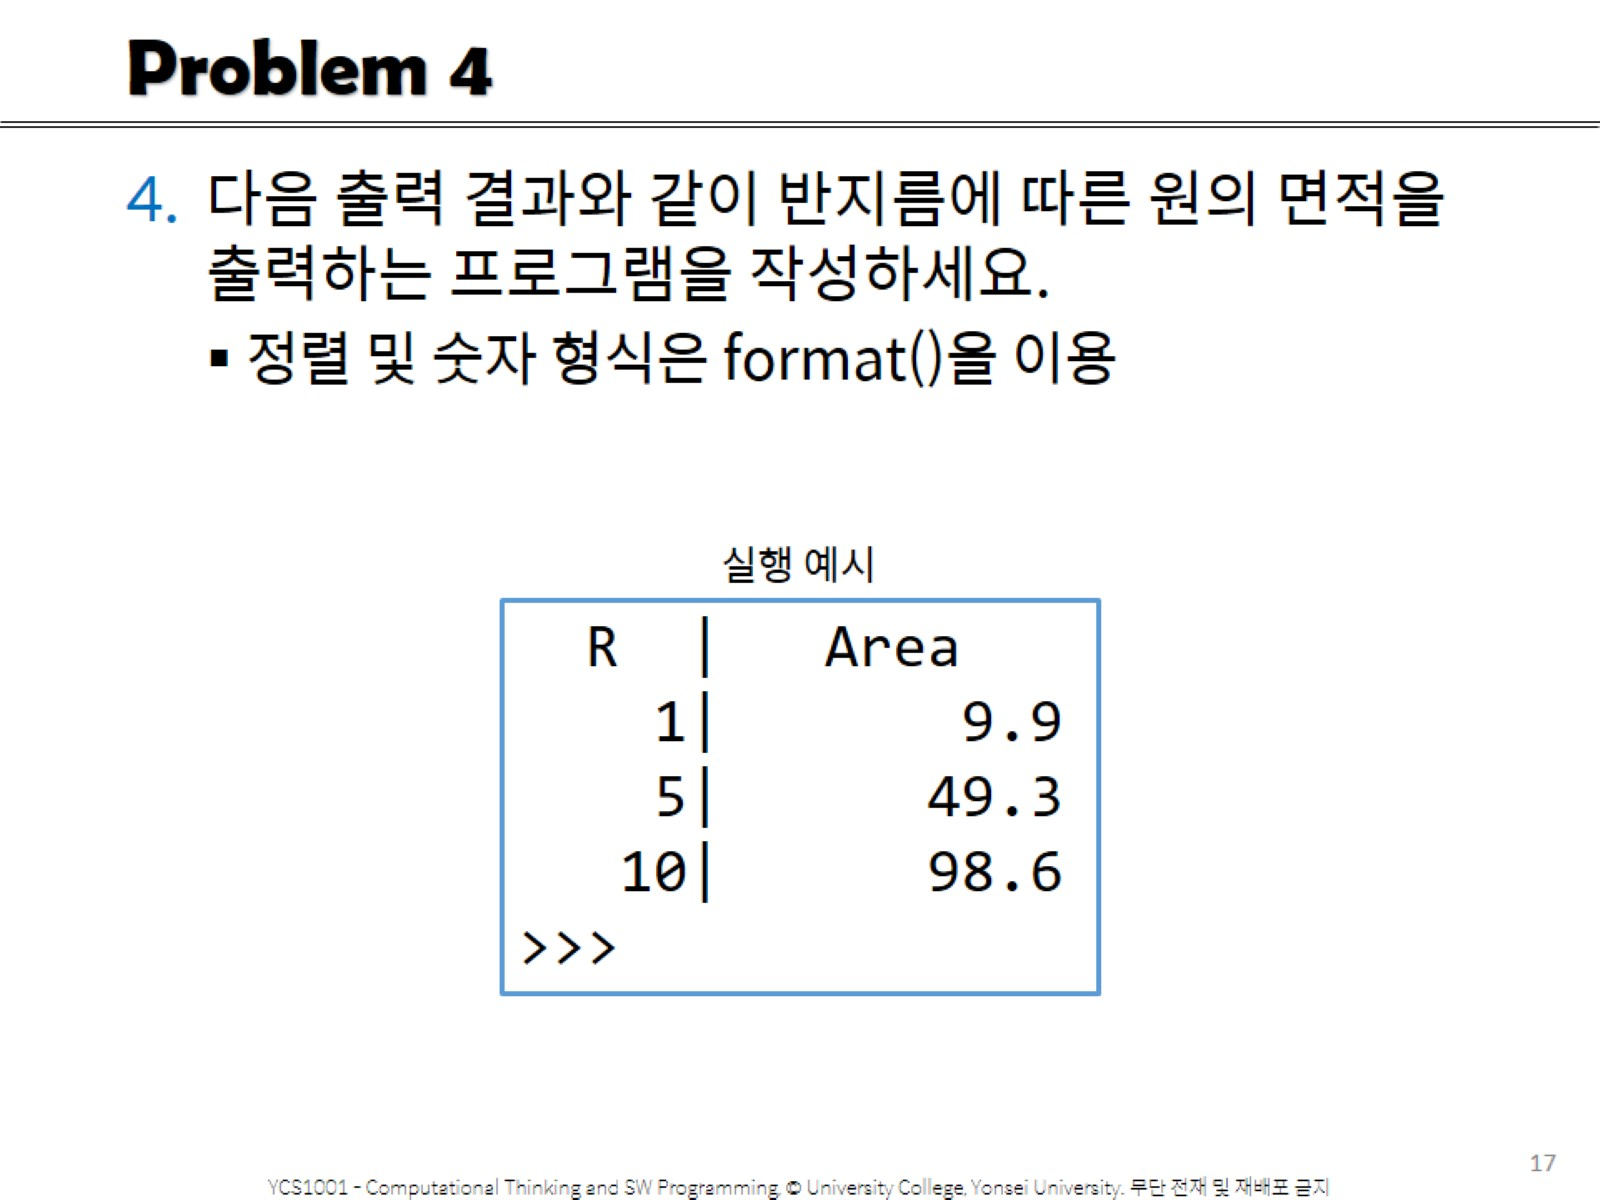 Problem 4
4. 다음 출력 결과와 같이 반지름에 따른 원의 면적을
출력하는 프로그램을 작성하세요.
▪ 정렬 및 숫자 형식은 format()을 이용
실행 예시
R | Area
1| 9.9
5| 49.3
10| 98.6
>>>
17
YCS1001 - Computational Thinking and SW Programming, © University College, Yonsei University. 무단 전재 및 재배포 금지